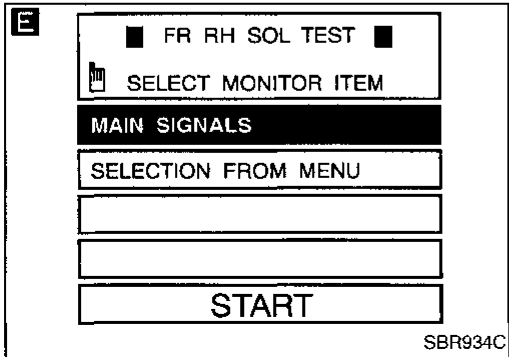 E
FR RH SOL TEST
SELECT MONITOR ITEM
MAIN SIGNALS
SELECTION FROM MENU
START
SBR934C